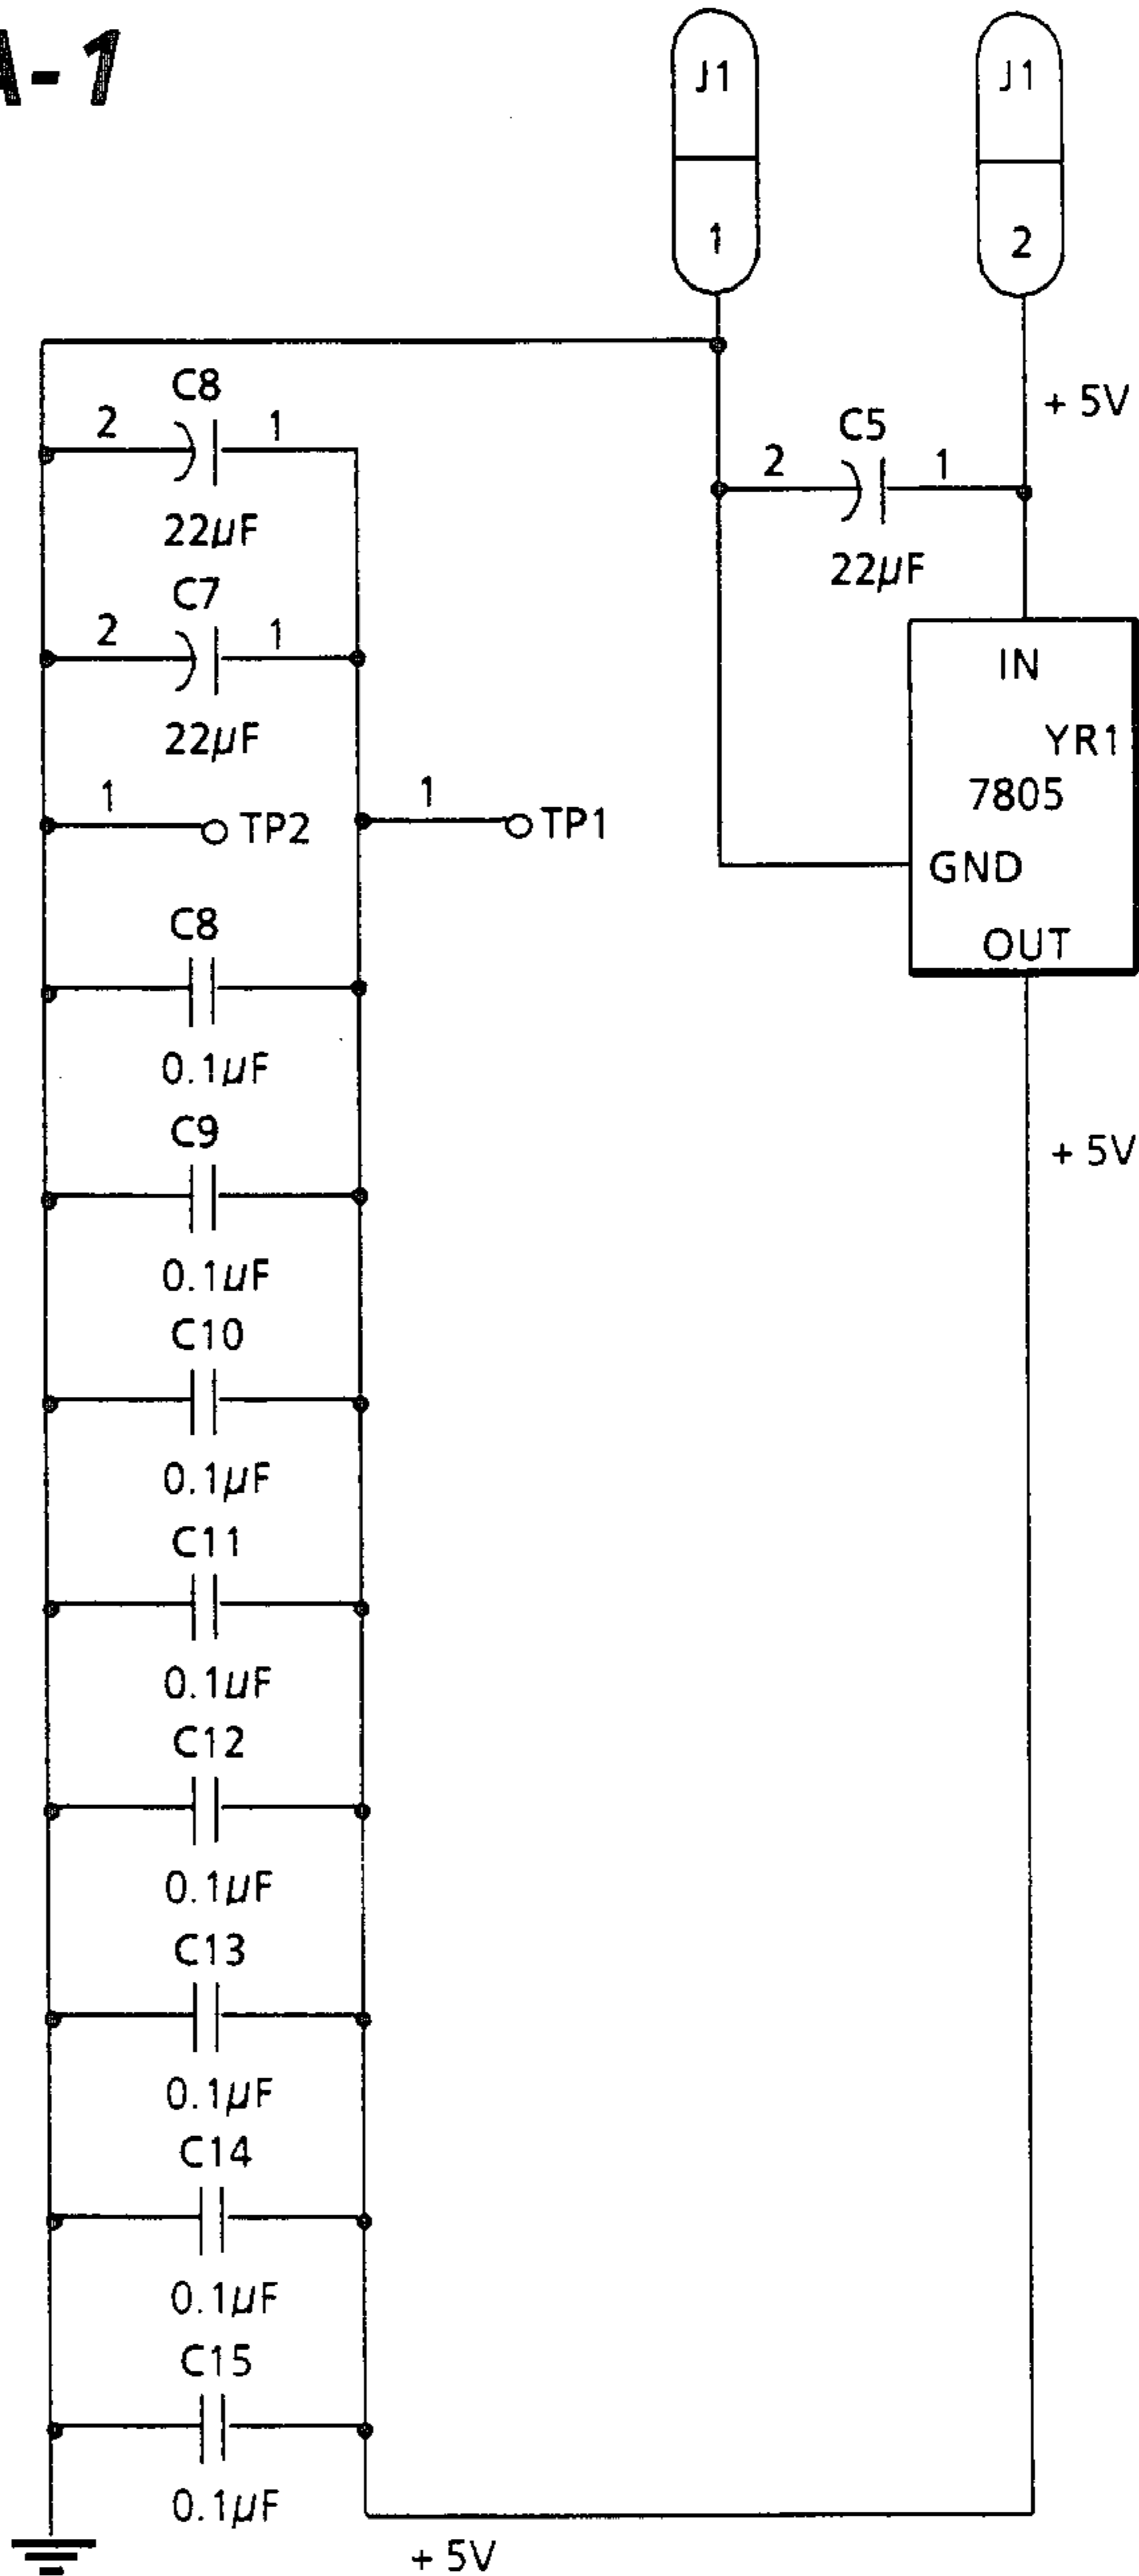 A-1
J1
J1
1
2
+ 5V
C8
2
1
22µF
C5
2
1
22µF
C7
2
1
22µF
IN
YR1
7805
GND
OUT
1
TP2
1
TP1
C8
0.1µF
+ 5V
C9
0.1µF
C10
0.1µF
C11
0.1µF
C12
0.1µF
C13
0.1µF
C14
0.1µF
C15
0.1µF
+ 5V